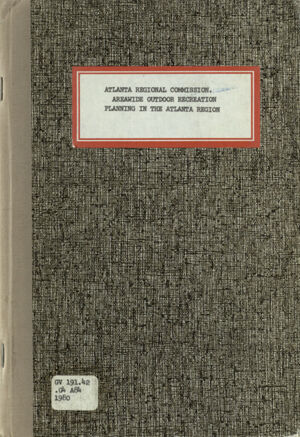 ATLANTA REGIONAL COMMISSION.
AREAWIDE OUTDOOR RECREATION
PLANNING IN THE ATLANTA REGION
GV 191.42
.G4 A84
1980